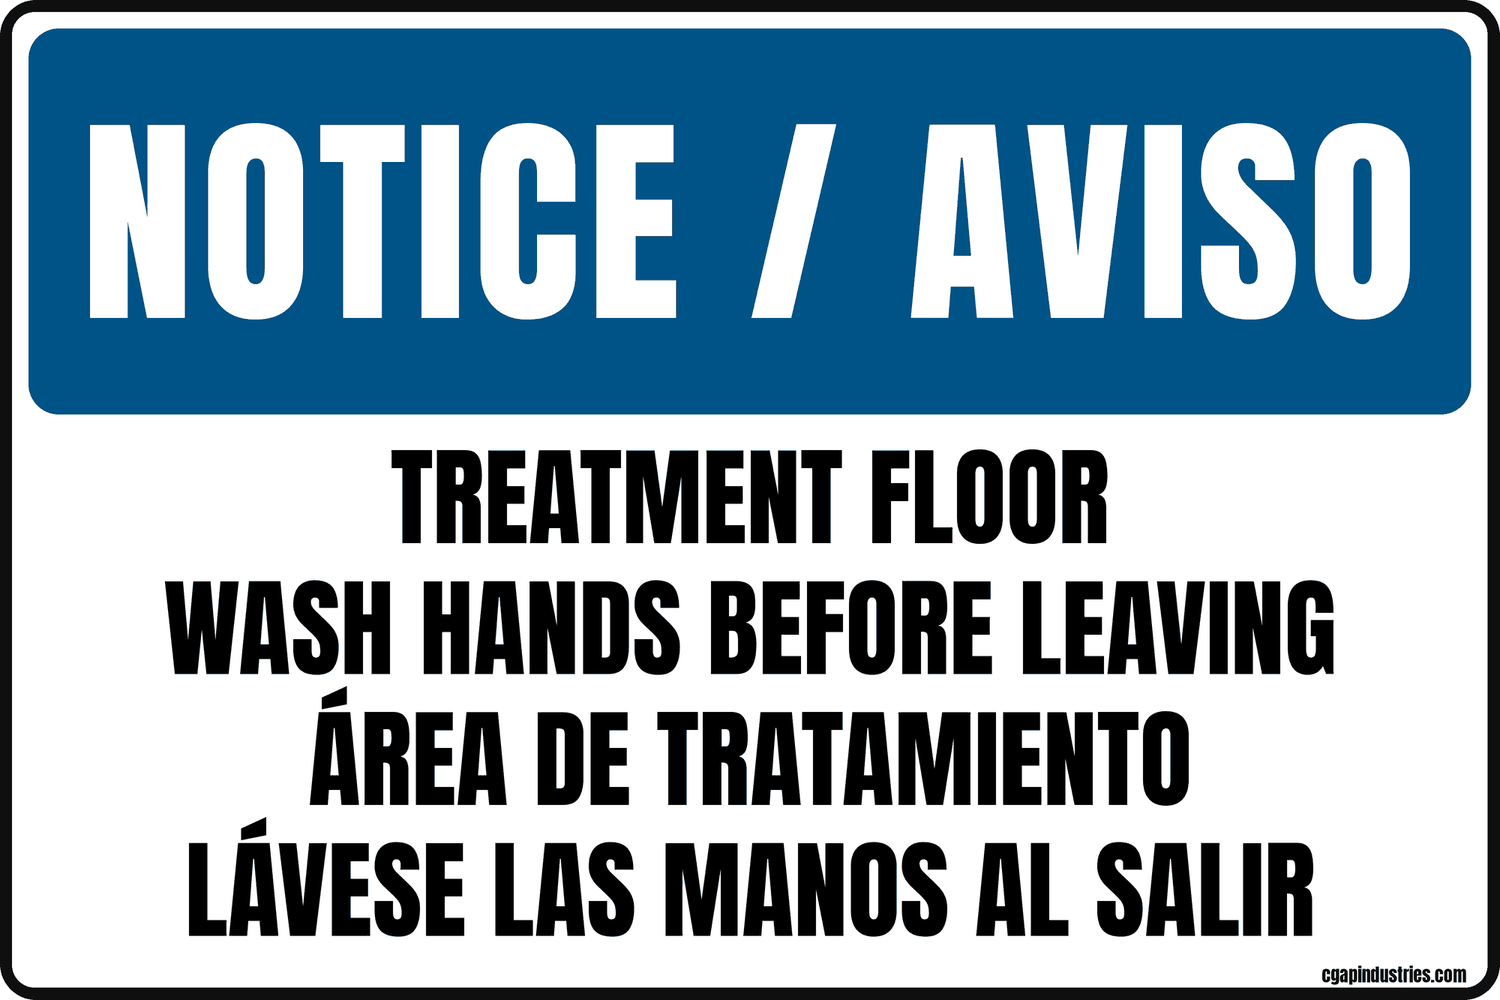 NOTICE / AVISO
TREATMENT FLOOR
WASH HANDS BEFORE LEAVING
ÁREA DE TRATAMIENTO
LÁVESE LAS MANOS AL SALIR
cgapindustries.com